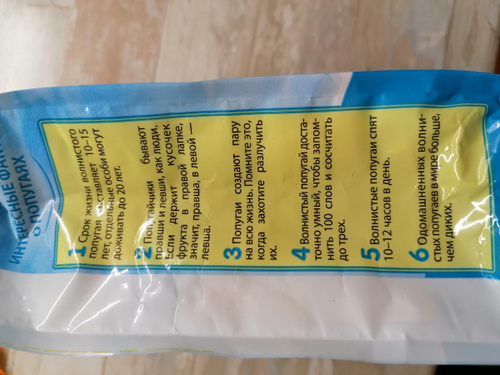 ИНТЕРЕСНЫЕ
О ПОПУГАЯХ
1 Срок жизни волнистого
попугая составляет 10–15
лет, отдельные особи могут
доживать до 20 лет.
2 Попугайчики бывают
правши и левши, как люди.
Если держит кусочек
фрукта в правой лапке,
значит, правша, в левой —
левша.
3 Попугаи создают пару
на всю жизнь. Помните это,
когда захотите разлучить
их.
4 Волнистый попугай доста-
точно умный, чтобы запом-
нить 100 слов и сосчитать
до трех.
5 Волнистые попугаи спят
10–12 часов в день.
6 Одомашненных волни-
стых попугаев в мире больше,
чем диких.